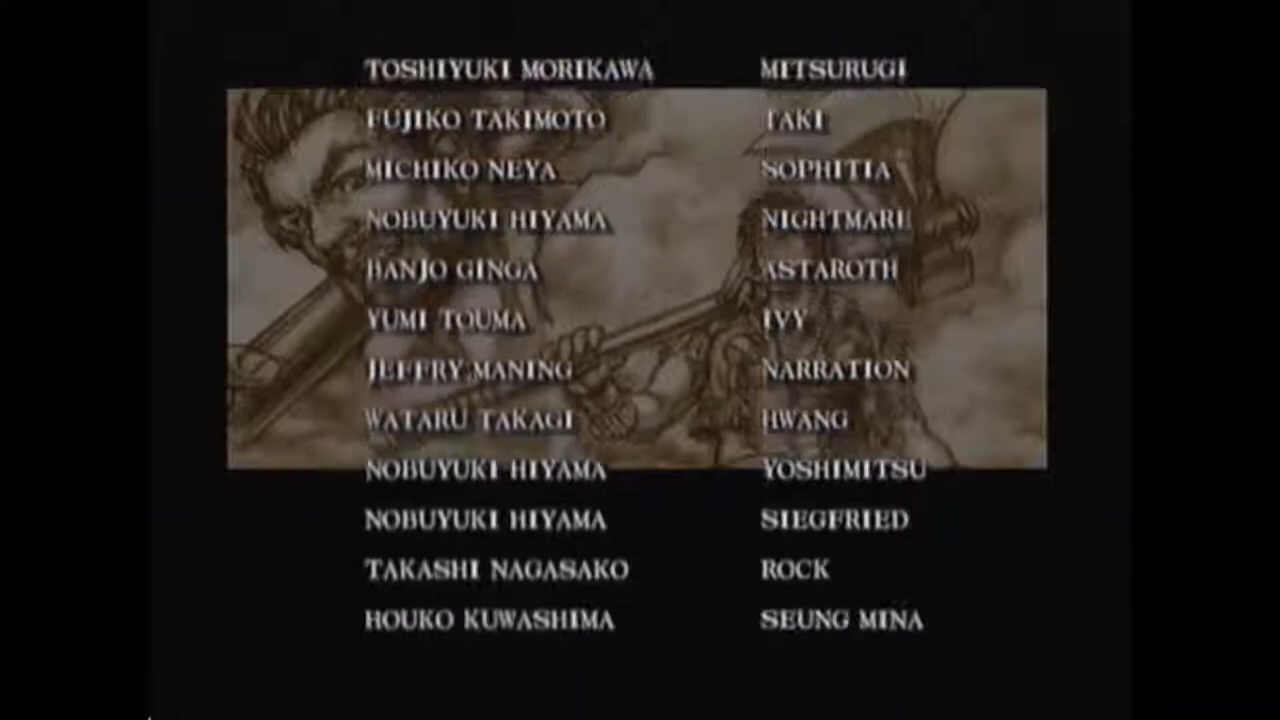 TOSHIYUKI MORIKAWA MITSURUGI
FUJIKO TAKIMOTO TAKI
MICHIKO NEYA SOPHITIA
NOBUYUKI HIYAMA NIGHTMARE
BANJO GINGA ASTAROTH
YUMI TOUMA IVY
JEFFRY MANING NARRATION
WATARU TAKAGI HWANG
NOBUYUKI HIYAMA YOSHIMITSU
NOBUYUKI HIYAMA SIEGFRIED
TAKASHI NAGASAKO ROCK
HOUKO KUWASHIMA SEUNG MINA